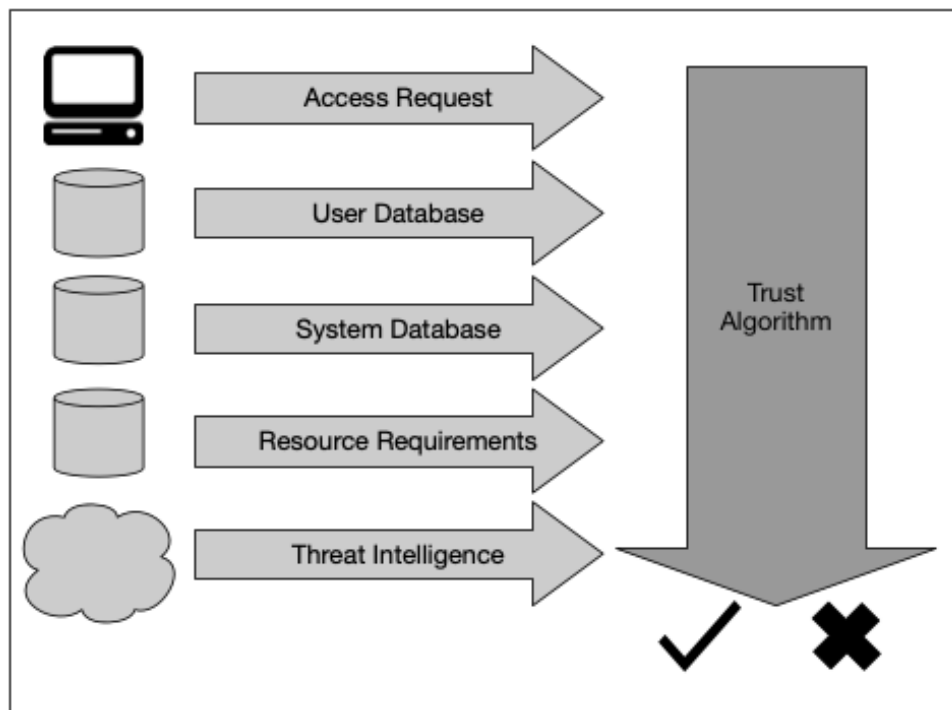 Access Request
User Database
System Database
Resource Requirements
Threat Intelligence
Trust
Algorithm